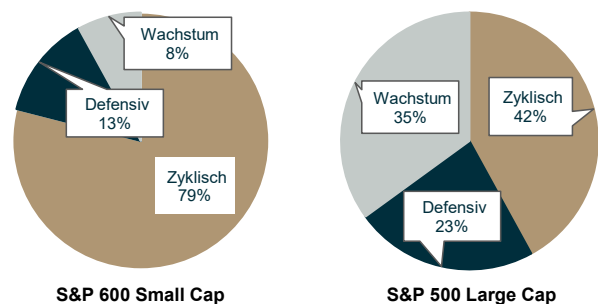 Wachstum
8%
Defensiv
13%
Zyklisch
79%
S&P 600 Small Cap
Wachstum
35%
Zyklisch
42%
Defensiv
23%
S&P 500 Large Cap